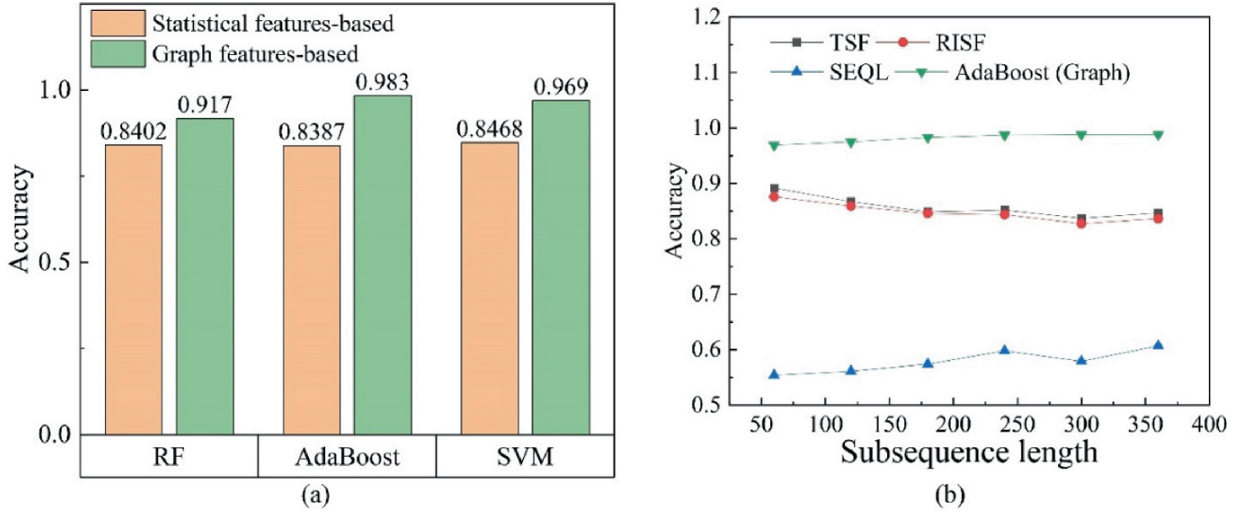 Statistical features-based
Graph features-based
Accuracy
1.0
0.5
0.0
0.8402
0.917
0.8387
0.983
0.8468
0.969
RF AdaBoost SVM
(a)
TSF RISF
SEQL AdaBoost (Graph)
Accuracy
1.2
1.1
1.0
0.9
0.8
0.7
0.6
0.5
50 100 150 200 250 300 350 400
Subsequence length
(b)